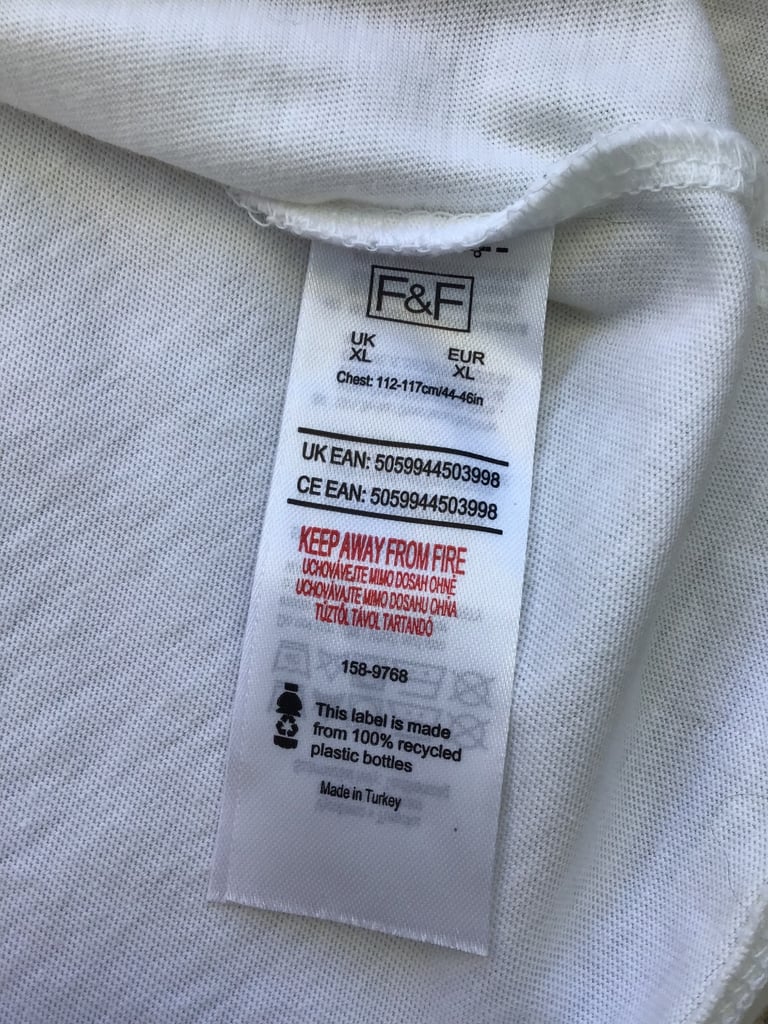 F&F
UK EUR
XL XL
Chest: 112-117cm/44-46in
UK EAN: 5059944503998
CE EAN: 5059944503998
KEEP AWAY FROM FIRE
UCHOVÁVEJTE MIMO DOSAH OHNĚ
UCHOVÁVAJTE MIMO DOSAHU OHŇA
TŰZTŐL TÁVOL TARTANDÓ
158-9768
This label is made
from 100% recycled
plastic bottles
Made in Turkey